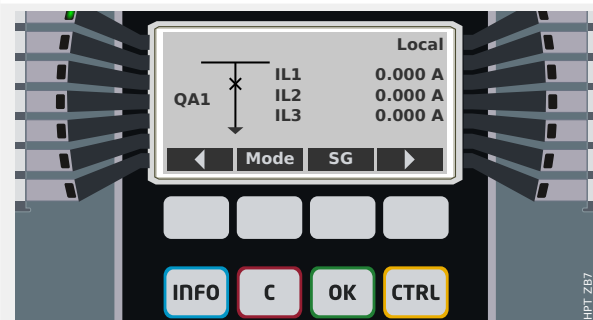 Local
IL1 0.000 A
QA1 IL2 0.000 A
IL3 0.000 A
Mode SG
INFO C OK CTRL
HPT ZB7